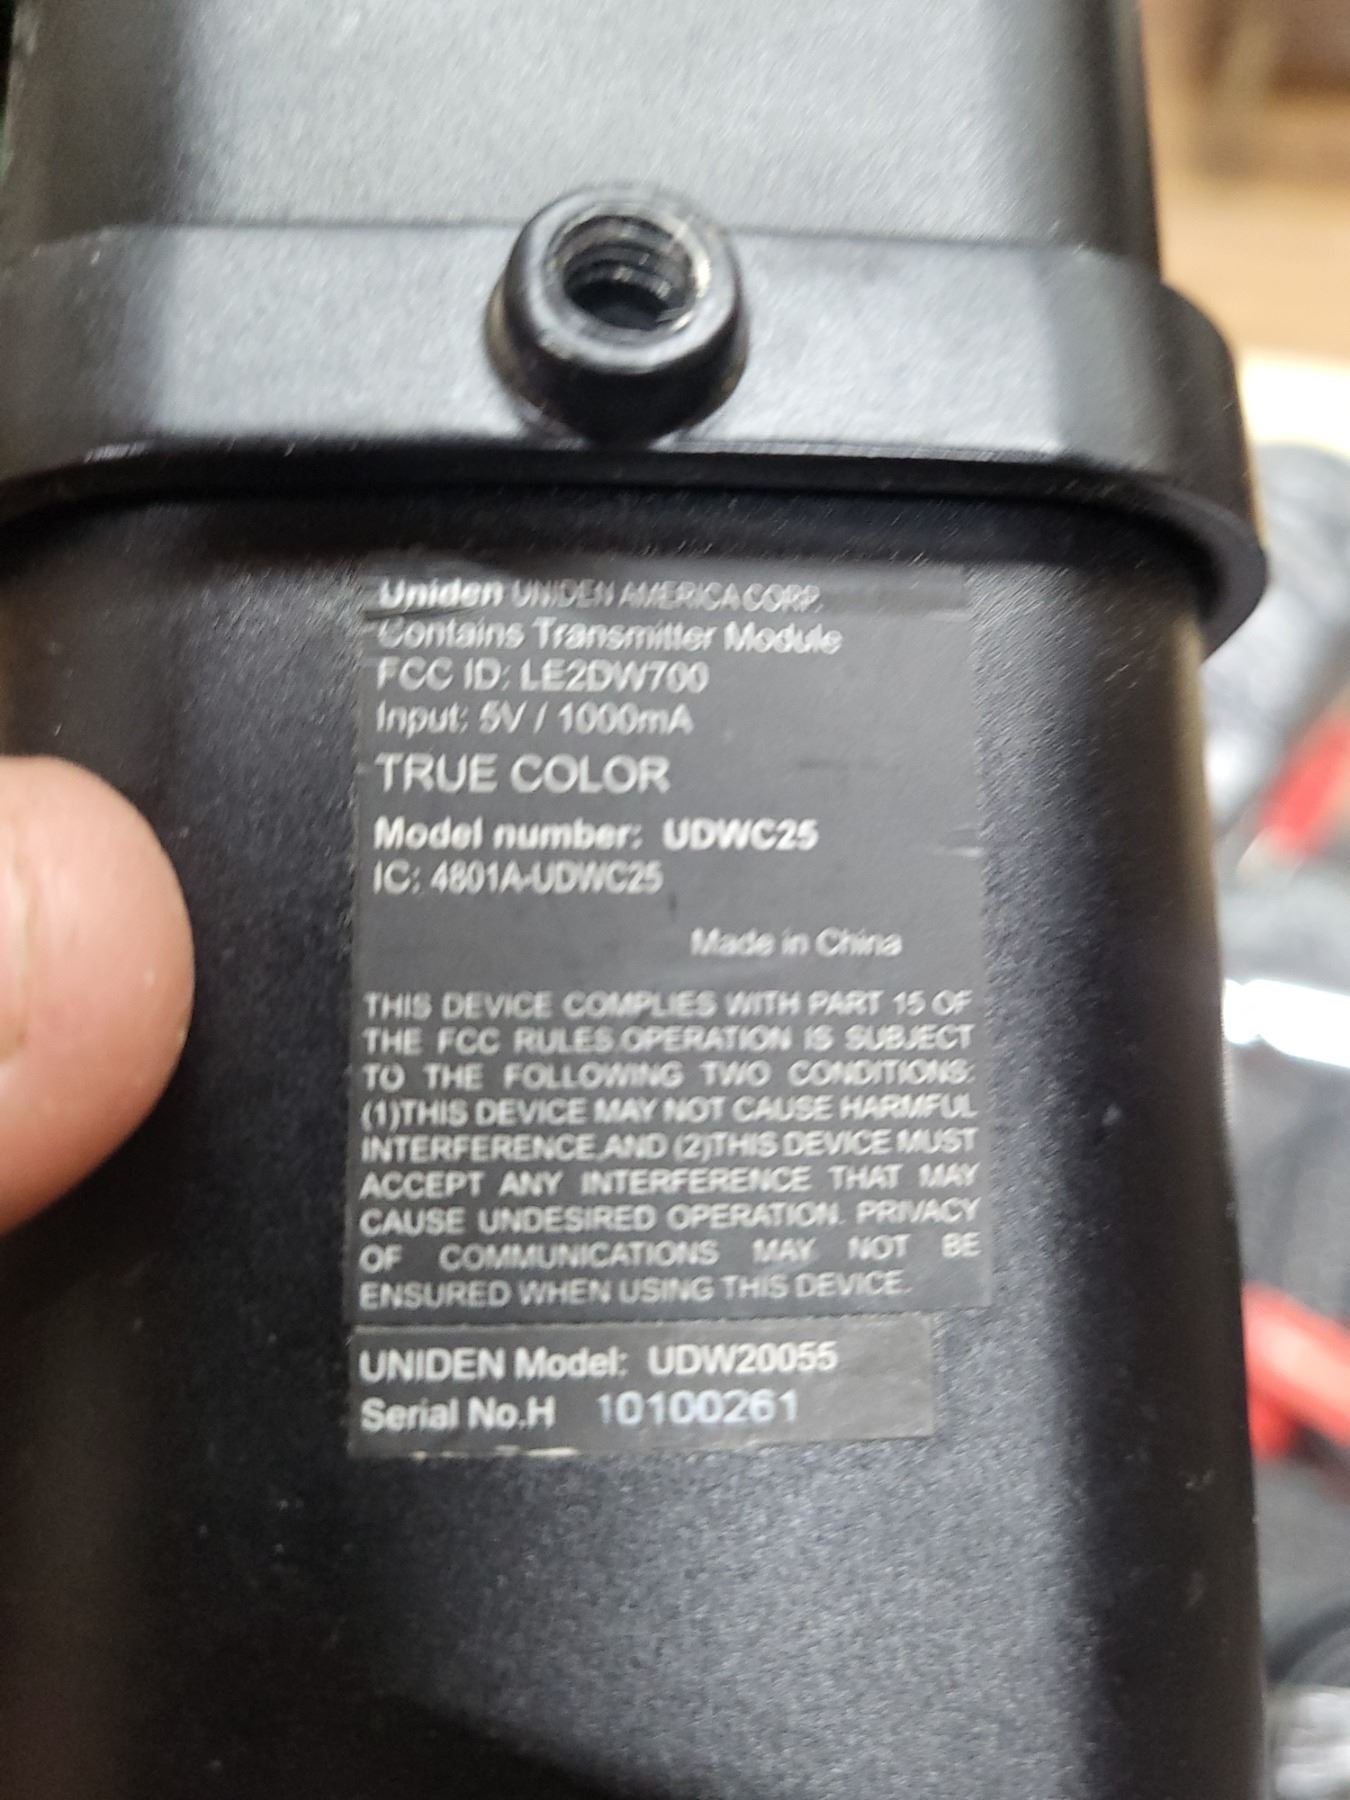 Uniden UNIDEN AMERICA CORP.
Contains Transmitter Module
FCC ID: LE2DW700
Input: 5V / 1000mA
TRUE COLOR
Model number: UDWC25
IC: 4801A-UDWC25
Made in China
THIS DEVICE COMPLIES WITH PART 15 OF
THE FCC RULES.OPERATION IS SUBJECT
TO THE FOLLOWING TWO CONDITIONS:
(1)THIS DEVICE MAY NOT CAUSE HARMFUL
INTERFERENCE,AND (2)THIS DEVICE MUST
ACCEPT ANY INTERFERENCE THAT MAY
CAUSE UNDESIRED OPERATION. PRIVACY
OF COMMUNICATIONS MAY NOT BE
ENSURED WHEN USING THIS DEVICE.
UNIDEN Model: UDW20055
Serial No.H 10100261